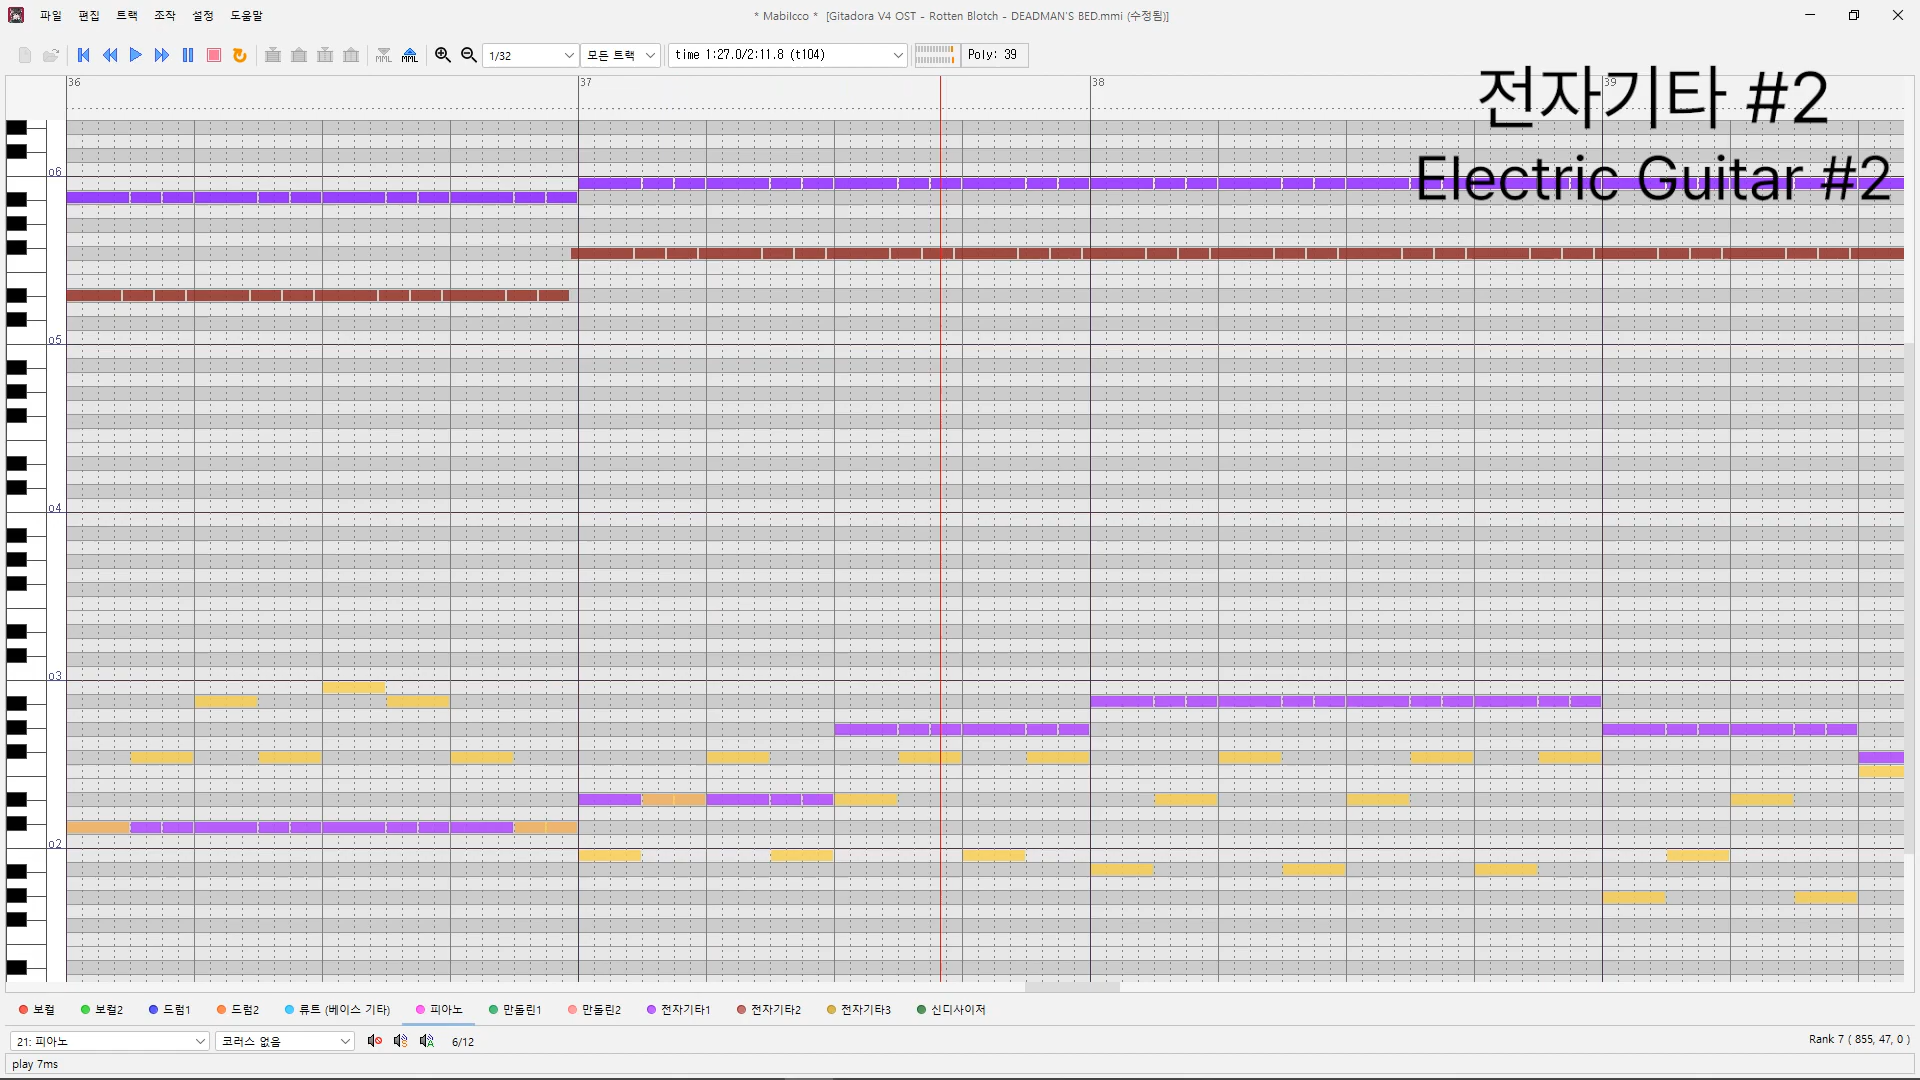 파일 편집 트랙 조작 설정 도움말
* Mabilcco * [Gitadora V4 OST - Rotten Blotch - DEADMAN'S BED.mmi (수정됨)]
MML MML 1/32 모든 트랙 time 1:27.0/2:11.8 (t104) Poly: 39
36 37 38 39
전자기타 #2
Electric Guitar #2
o6
o5
o4
o3
o2
보컬 보컬2 드럼1 드럼2 류트 (베이스 기타) 피아노 만돌린1 만돌린2 전자기타1 전자기타2 전자기타3 신디사이저
21: 피아노 코러스 없음 6/12 Rank 7 ( 855, 47, 0 )
play 7ms